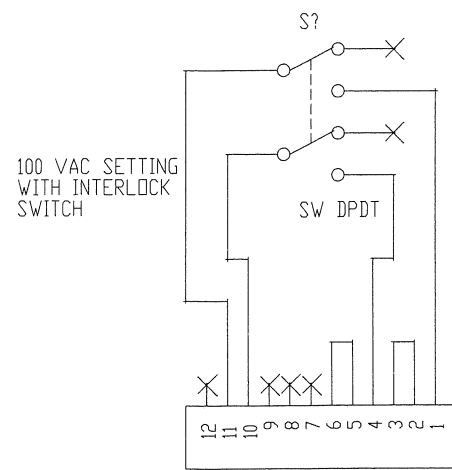 S?
100 VAC SETTING
WITH INTERLOCK
SWITCH
SW DPDT
12 11 10 9 8 7 6 5 4 3 2 1